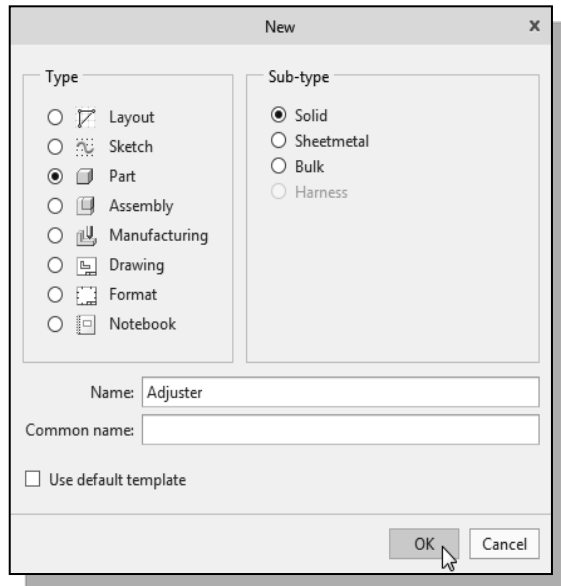 New x
Type
Layout
Sketch
Part
Assembly
Manufacturing
Drawing
Format
Notebook
Sub-type
Solid
Sheetmetal
Bulk
Harness
Name: Adjuster
Common name:
Use default template
OK Cancel